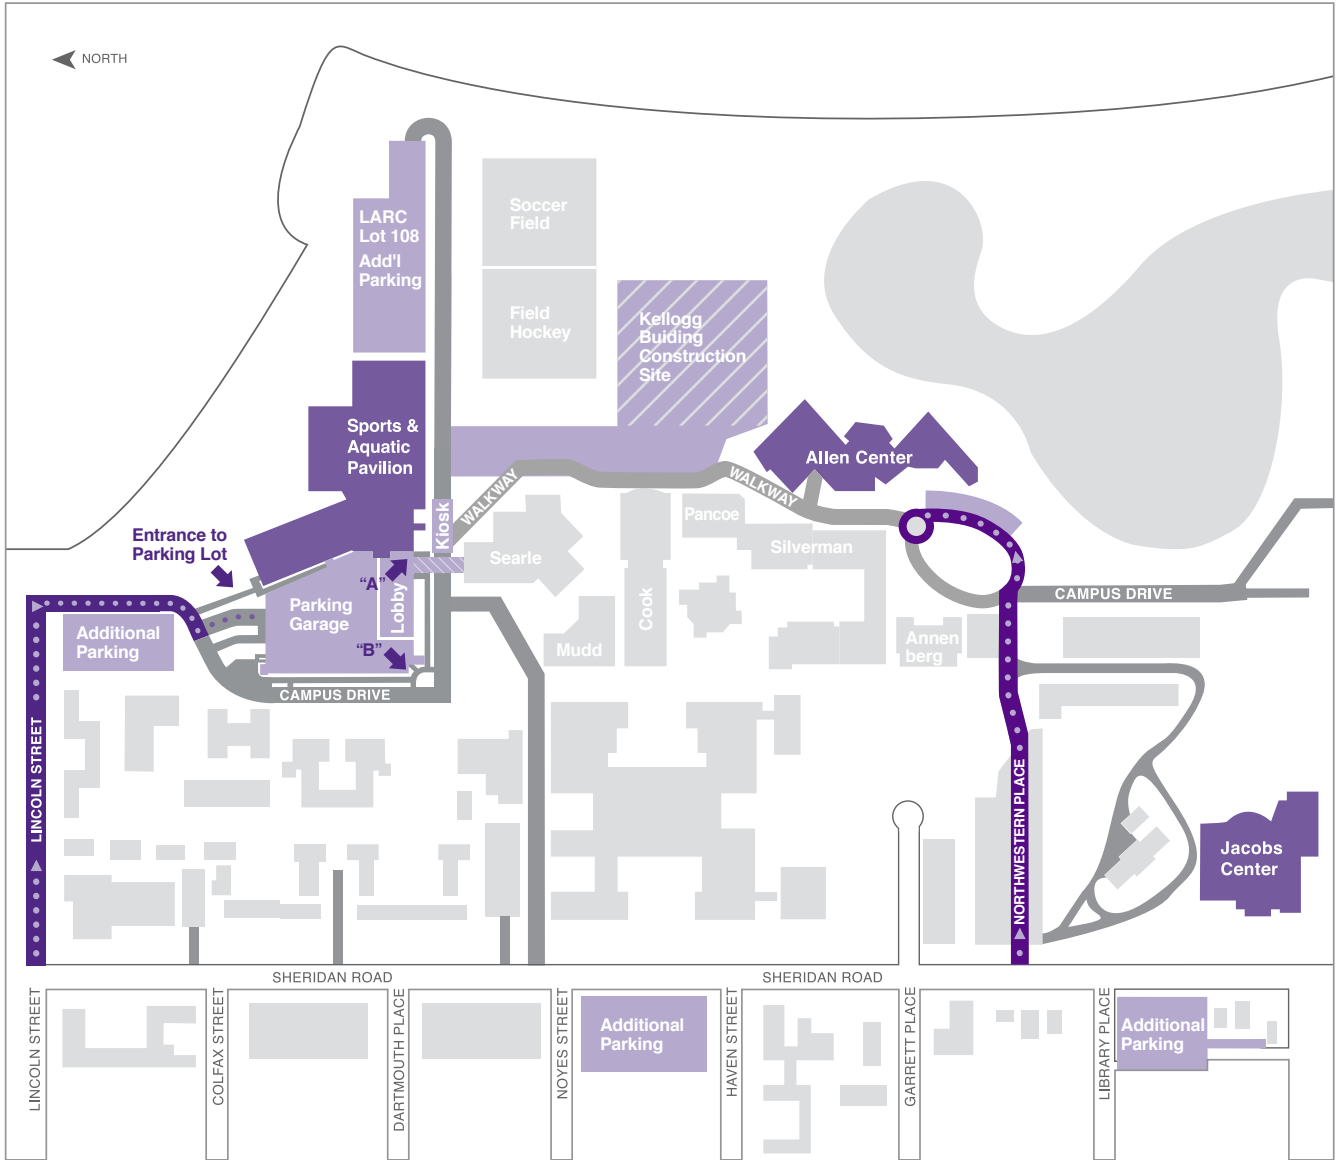 NORTH
LARC
Lot 108
Add'l
Parking
Soccer
Field
Field
Hockey
Kellogg
Buiding
Construction
Site
Sports &
Aquatic
Pavilion
Allen Center
WALKWAY
WALKWAY
Kiosk
Pancoe
Silverman
Searle
Entrance to
Parking Lot
"A"
Lobby
Parking
Garage
Cook
CAMPUS DRIVE
Additional
Parking
"B"
Mudd
Annen
berg
CAMPUS DRIVE
LINCOLN STREET
NORTHWESTERN PLACE
Jacobs
Center
SHERIDAN ROAD
SHERIDAN ROAD
LINCOLN STREET
COLFAX STREET
DARTMOUTH PLACE
NOYES STREET
Additional
Parking
HAVEN STREET
GARRETT PLACE
LIBRARY PLACE
Additional
Parking